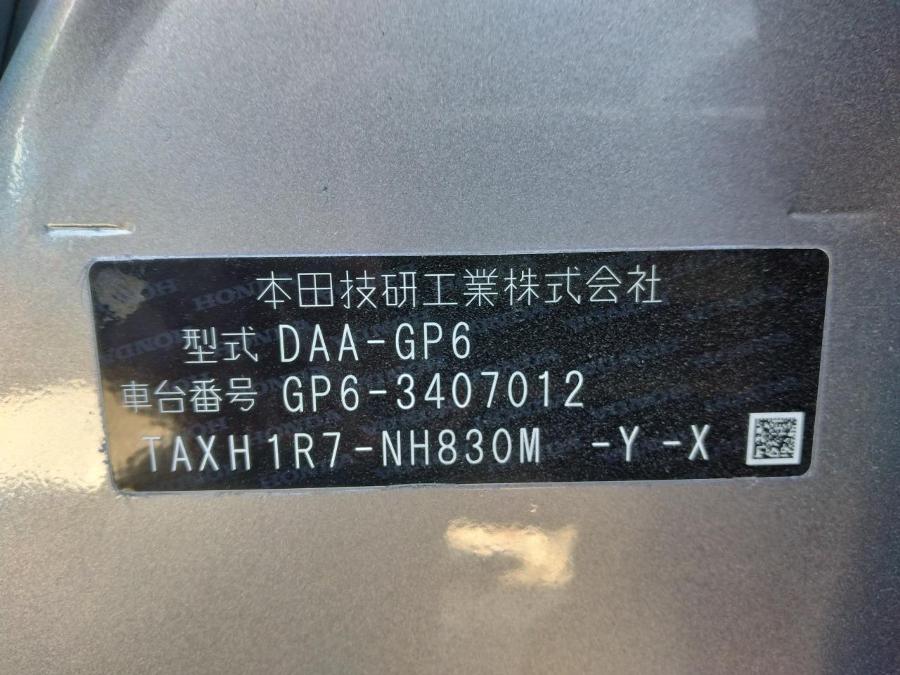 本田技研工業株式会社
型式 DAA-GP6
車台番号 GP6-3407012
TAXH1R7-NH830M -Y-X